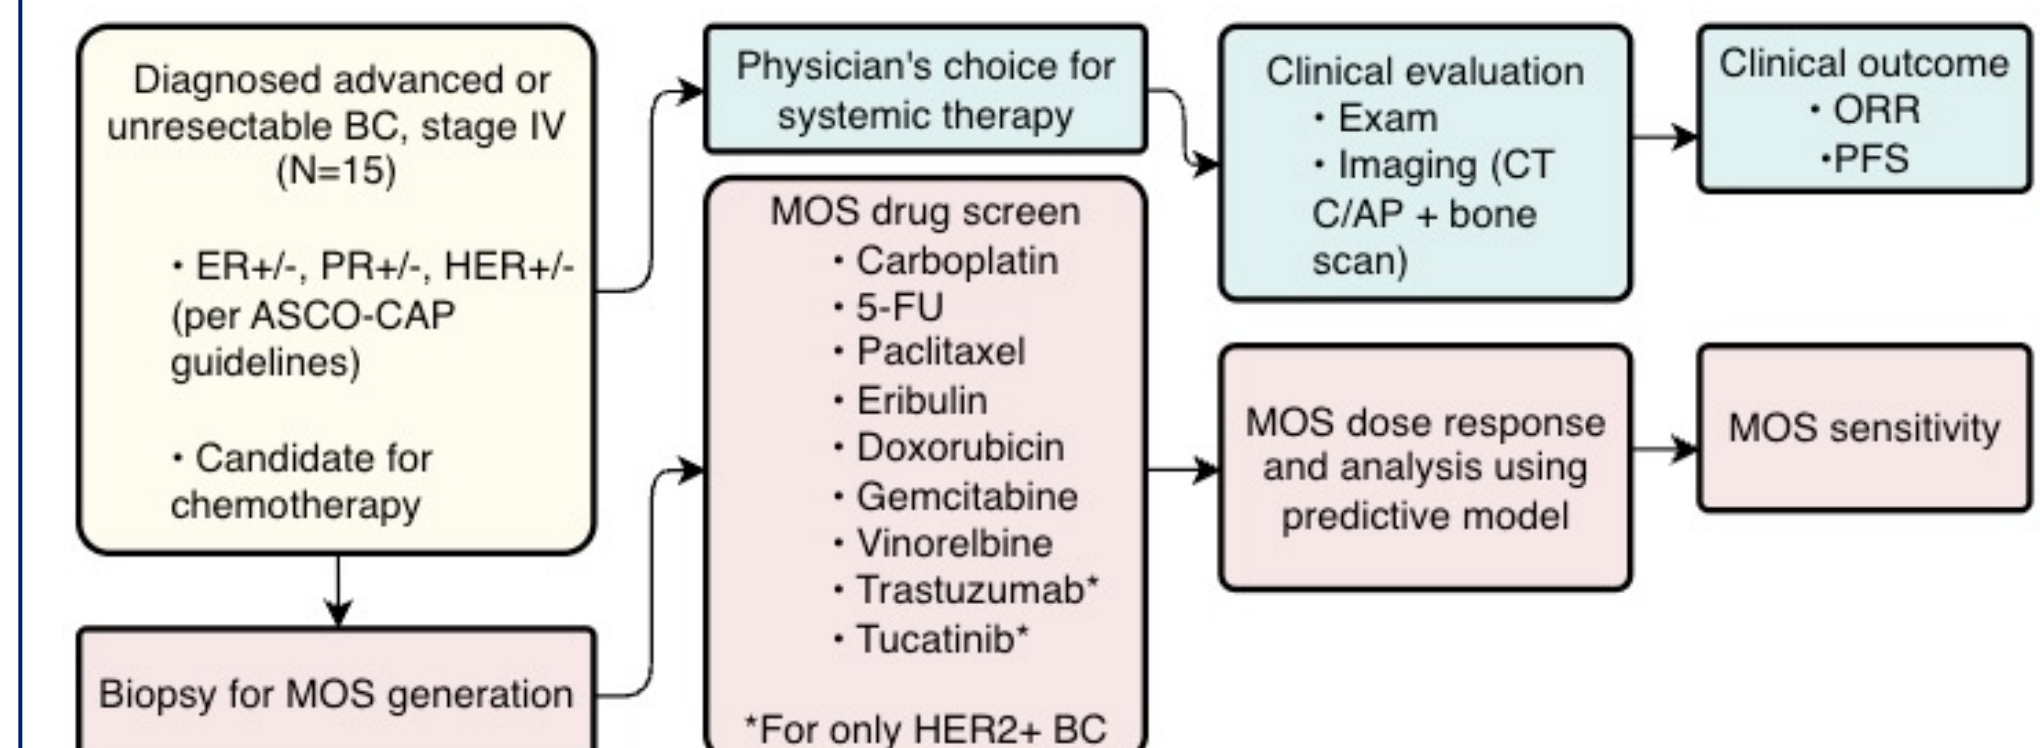 Diagnosed advanced or
unresectable BC, stage IV
(N=15)
• ER+/-, PR+/-, HER+/-
(per ASCO-CAP
guidelines)
• Candidate for
chemotherapy
Biopsy for MOS generation
Physician's choice for
systemic therapy
MOS drug screen
• Carboplatin
• 5-FU
• Paclitaxel
• Eribulin
• Doxorubicin
• Gemcitabine
• Vinorelbine
• Trastuzumab*
• Tucatinib*
*For only HER2+ BC
Clinical evaluation
• Exam
• Imaging (CT
C/AP + bone
scan)
MOS dose response
and analysis using
predictive model
Clinical outcome
• ORR
•PFS
MOS sensitivity